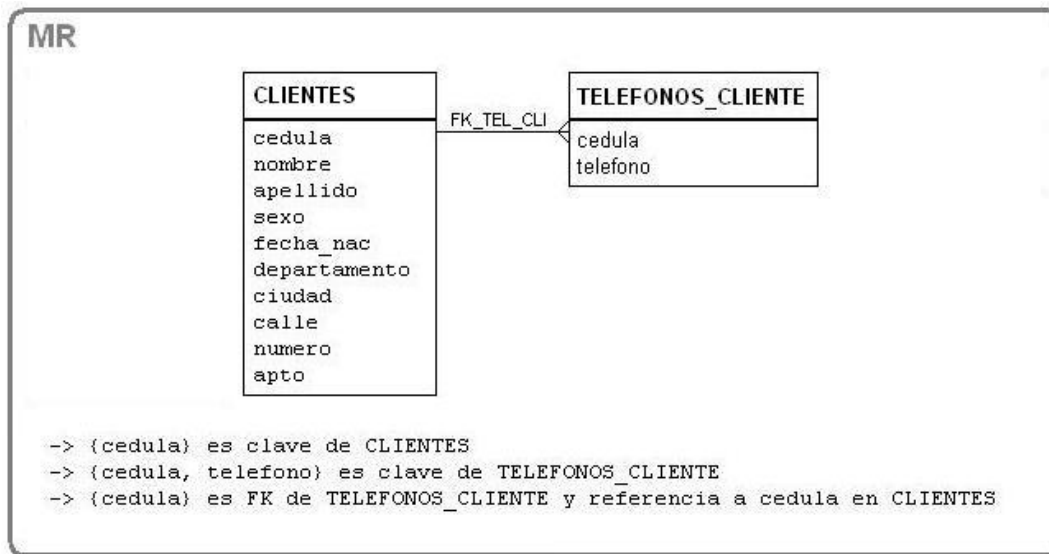 MR
CLIENTES
cedula
nombre
apellido
sexo
fecha_nac
departamento
ciudad
calle
numero
apto
FK_TEL_CLI
TELEFONOS_CLIENTE
cedula
telefono
-> {cedula} es clave de CLIENTES
-> {cedula, telefono} es clave de TELEFONOS_CLIENTE
-> {cedula} es FK de TELEFONOS_CLIENTE y referencia a cedula en CLIENTES